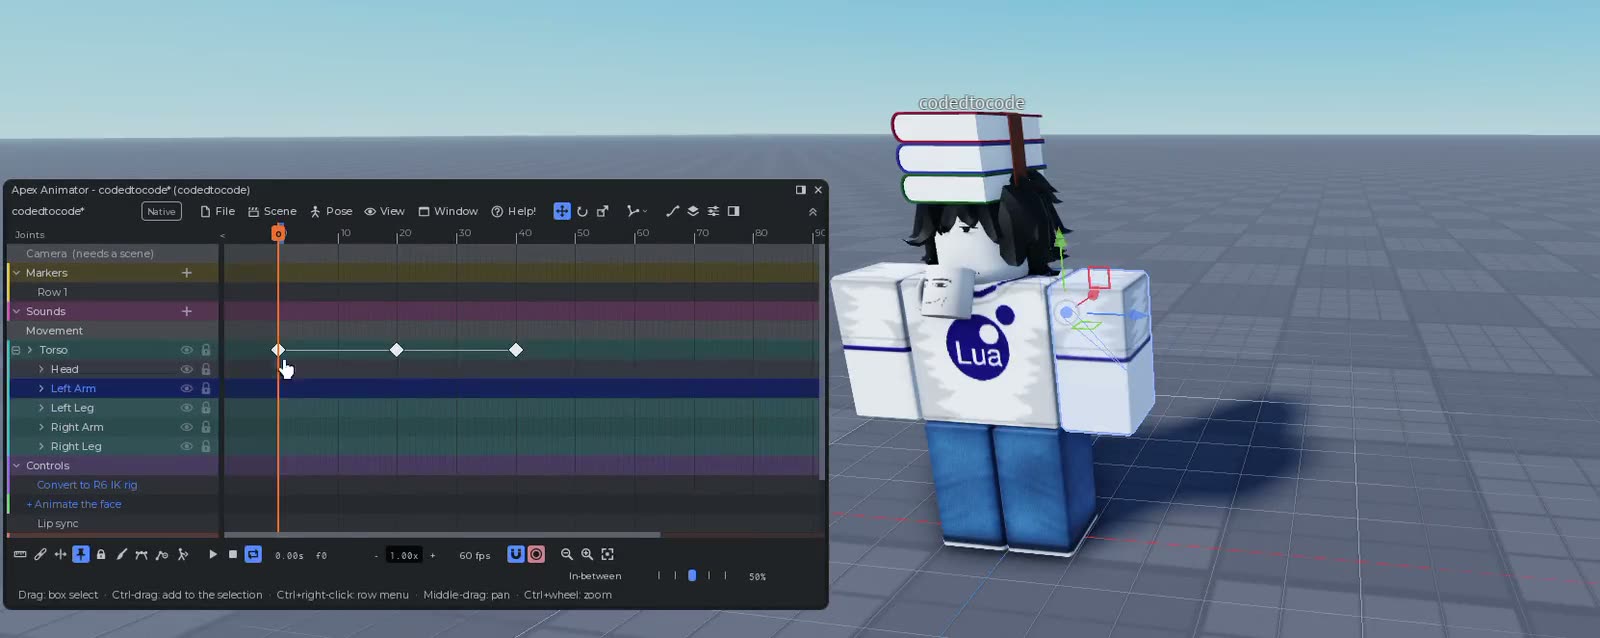 codedtocode
Apex Animator - codedtocode* (codedtocode)
codedtocode*
Native
File
Scene
Pose
View
Window
Help!
Joints
<
0
10
20
30
40
50
60
70
80
90
Camera (needs a scene)
Markers
+
Row 1
Sounds
+
Movement
Torso
Head
Left Arm
Left Leg
Right Arm
Right Leg
Controls
Convert to R6 IK rig
+ Animate the face
Lip sync
Lua
0.00s
f0
- 1.00x +
60 fps
In-between
50%
Drag: box select · Ctrl-drag: add to the selection · Ctrl+right-click: row menu · Middle-drag: pan · Ctrl+wheel: zoom